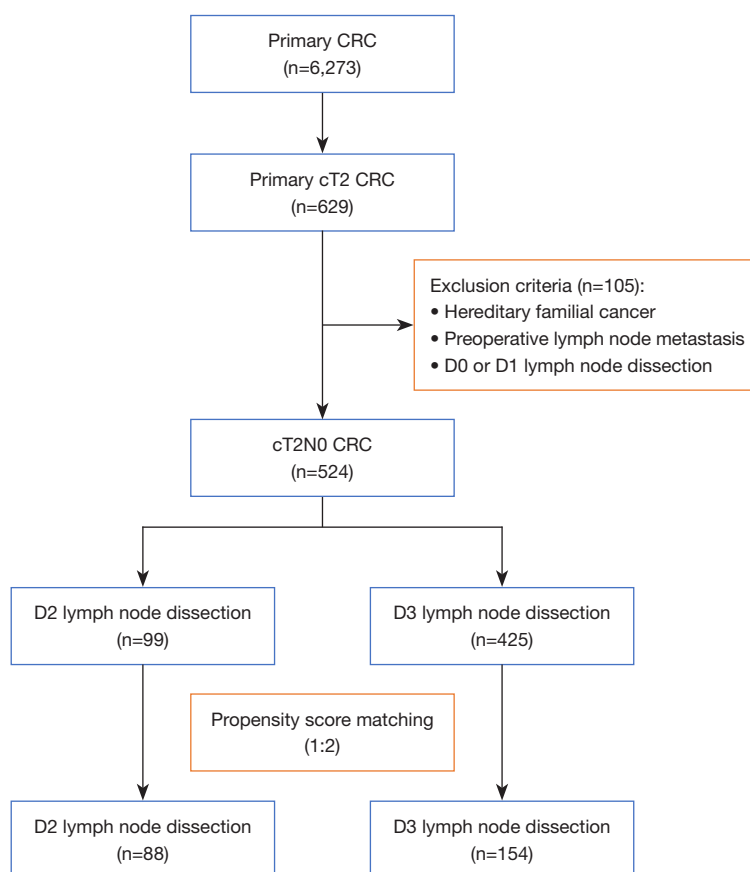 Primary CRC
(n=6,273)
Primary cT2 CRC
(n=629)
Exclusion criteria (n=105):
• Hereditary familial cancer
• Preoperative lymph node metastasis
• D0 or D1 lymph node dissection
cT2N0 CRC
(n=524)
D2 lymph node dissection
(n=99)
D3 lymph node dissection
(n=425)
Propensity score matching
(1:2)
D2 lymph node dissection
(n=88)
D3 lymph node dissection
(n=154)